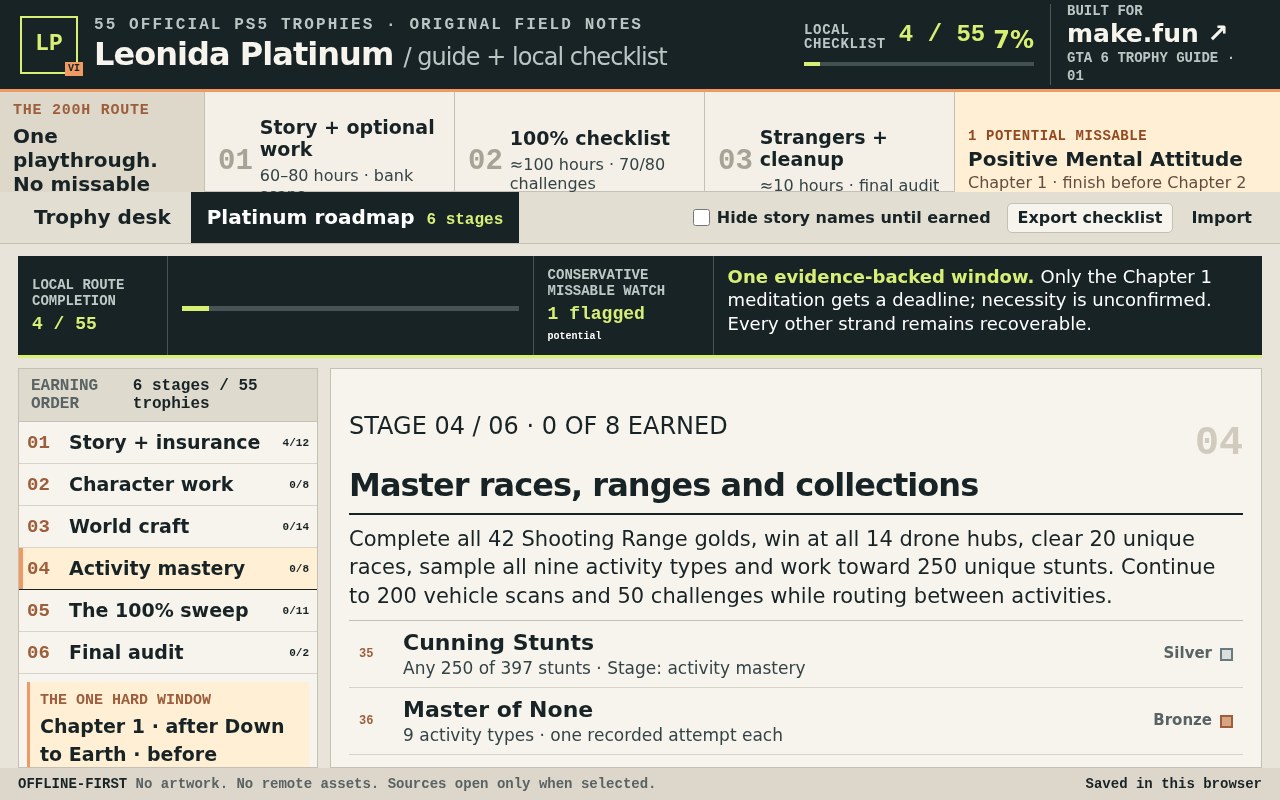 LP
VI
55 OFFICIAL PS5 TROPHIES · ORIGINAL FIELD NOTES
Leonida Platinum / guide + local checklist
LOCAL
CHECKLIST
4 / 55 7%
BUILT FOR
make.fun ↗
GTA 6 TROPHY GUIDE ·
01
THE 200H ROUTE
One
playthrough.
No missable
01
Story + optional
work
60–80 hours · bank
02
100% checklist
≈100 hours · 70/80
challenges
03
Strangers +
cleanup
≈10 hours · final audit
1 POTENTIAL MISSABLE
Positive Mental Attitude
Chapter 1 · finish before Chapter 2
Trophy desk
Platinum roadmap 6 stages
Hide story names until earned
Export checklist
Import
LOCAL ROUTE
COMPLETION
4 / 55
CONSERVATIVE
MISSABLE WATCH
1 flagged
potential
One evidence-backed window. Only the Chapter 1
meditation gets a deadline; necessity is unconfirmed.
Every other strand remains recoverable.
EARNING
ORDER
6 stages / 55
trophies
01 Story + insurance 4/12
02 Character work 0/8
03 World craft 0/14
04 Activity mastery 0/8
05 The 100% sweep 0/11
06 Final audit 0/2
THE ONE HARD WINDOW
Chapter 1 · after Down
to Earth · before
STAGE 04 / 06 · 0 OF 8 EARNED
04
Master races, ranges and collections
Complete all 42 Shooting Range golds, win at all 14 drone hubs, clear 20 unique
races, sample all nine activity types and work toward 250 unique stunts. Continue
to 200 vehicle scans and 50 challenges while routing between activities.
35
Cunning Stunts
Any 250 of 397 stunts · Stage: activity mastery
Silver
36
Master of None
9 activity types · one recorded attempt each
Bronze
OFFLINE-FIRST No artwork. No remote assets. Sources open only when selected.
Saved in this browser